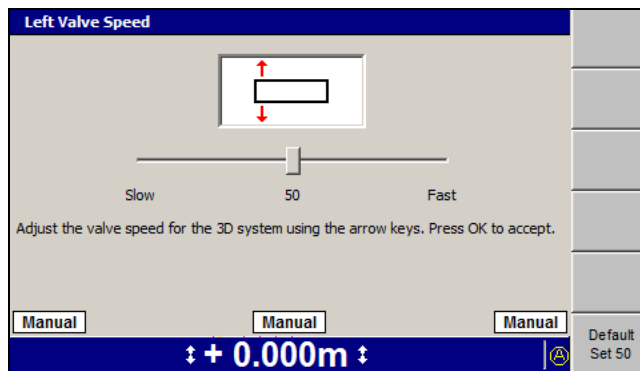 Left Valve Speed
Slow 50 Fast
Adjust the valve speed for the 3D system using the arrow keys. Press OK to accept.
Manual Manual Manual
+ 0.000m
A
Default
Set 50